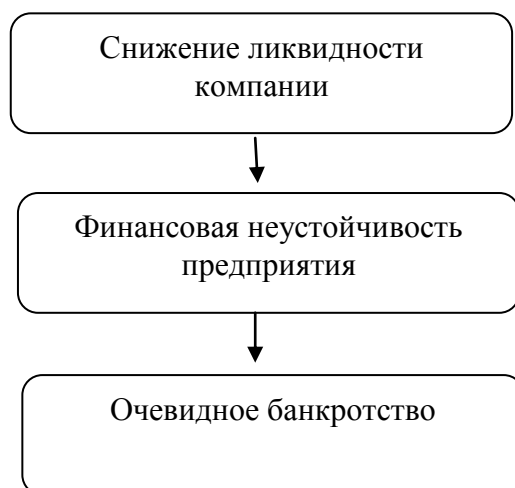 Снижение ликвидности
компании
Финансовая неустойчивость
предприятия
Очевидное банкротство